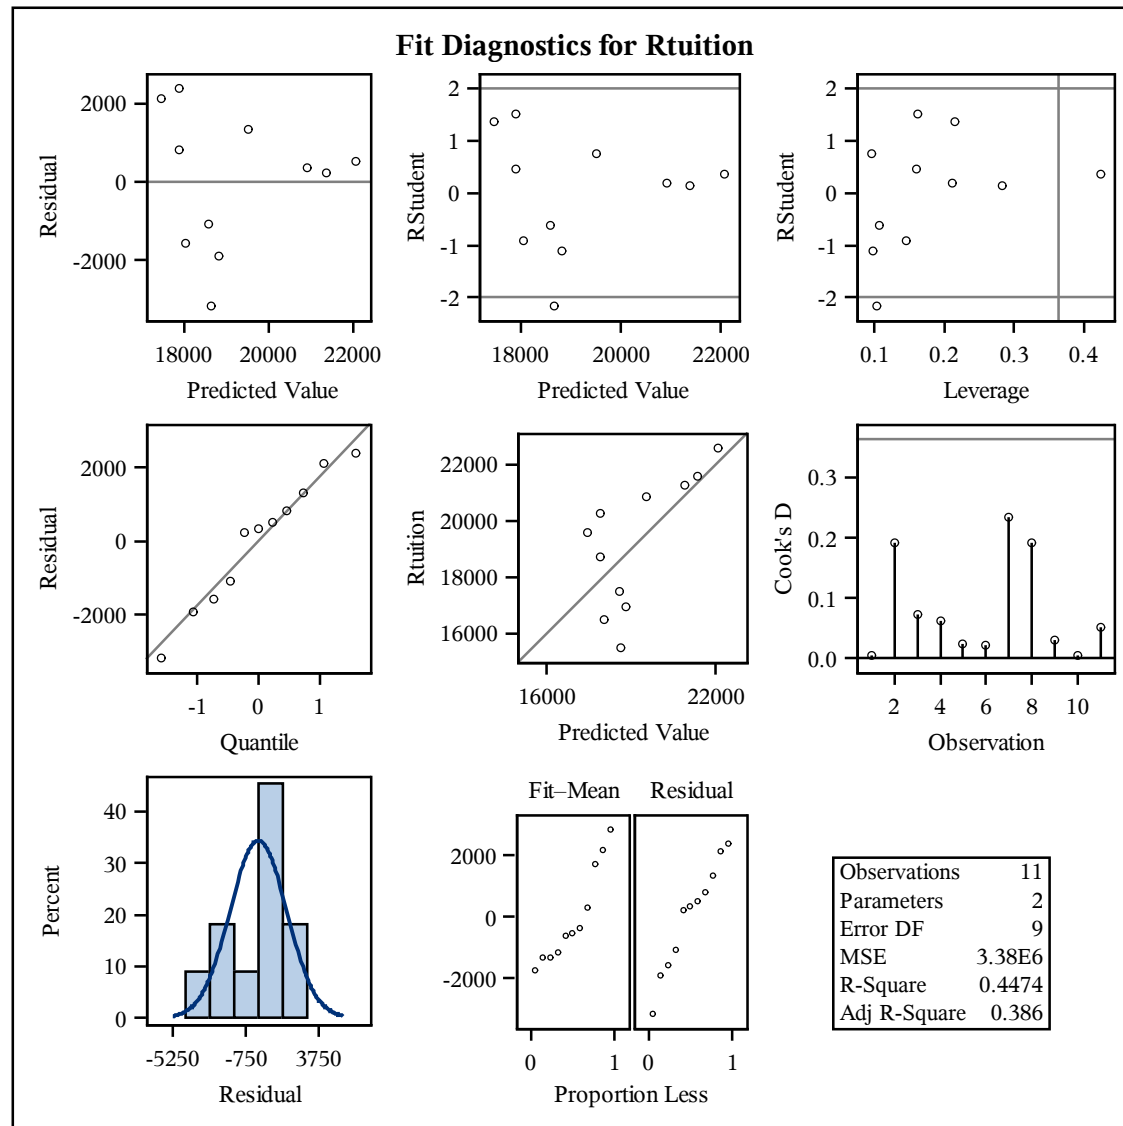 Fit Diagnostics for Rtuition
2000
0
-2000
Residual
18000 20000 22000
Predicted Value
2
1
0
-1
-2
RStudent
18000 20000 22000
Predicted Value
2
1
0
-1
-2
RStudent
0.1 0.2 0.3 0.4
Leverage
2000
0
-2000
Residual
-1 0 1
Quantile
22000
20000
18000
16000
Rtuition
16000 22000
Predicted Value
0.3
0.2
0.1
0.0
Cook's D
2 4 6 8 10
Observation
40
30
20
10
0
Percent
-5250 -750 3750
Residual
Fit–Mean Residual
2000
0
-2000
0 1 0 1
Proportion Less
Observations 11
Parameters 2
Error DF 9
MSE 3.38E6
R-Square 0.4474
Adj R-Square 0.386